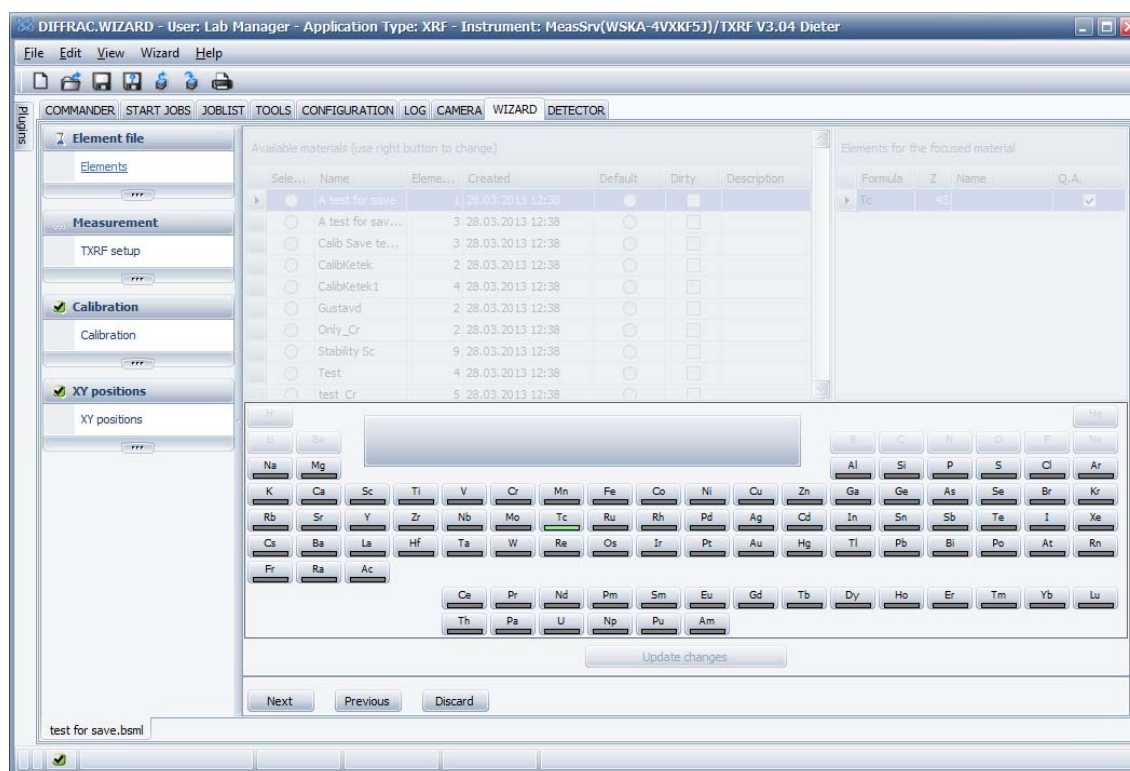 DIFFRAC.WIZARD - User: Lab Manager - Application Type: XRF - Instrument: MeasSrv(WSKA-4VXKF5J)/TXRF V3.04 Dieter
File Edit View Wizard Help
Plugins
COMMANDER START JOBS JOBLIST TOOLS CONFIGURATION LOG CAMERA WIZARD DETECTOR
Element file
Elements
Measurement
TXRF setup
Calibration
Calibration
XY positions
XY positions
Available materials (use right button to change)
Sele... Name Eleme... Created Default Dirty Description
A test for save 1 28.03.2013 12:38
A test for sav... 3 28.03.2013 12:38
Calib Save te... 3 28.03.2013 12:38
CalibKetek 2 28.03.2013 12:38
CalibKetek1 4 28.03.2013 12:38
Gustavd 2 28.03.2013 12:38
Only_Cr 2 28.03.2013 12:38
Stability Sc 9 28.03.2013 12:38
Test 4 28.03.2013 12:38
test Cr 5 28.03.2013 12:38
Elements for the focused material
Formula Z Name Q.A.
Tc 43
H He
Be B C N O Ne
Na Mg Al Si P S Cl Ar
K Ca Sc Ti V Cr Mn Fe Co Ni Cu Zn Ga Ge As Se Br Kr
Rb Sr Y Zr Nb Mo Tc Ru Rh Pd Ag Cd In Sn Sb Te I Xe
Cs Ba La Hf Ta W Re Os Ir Pt Au Hg Tl Pb Bi Po At Rn
Fr Ra Ac
Ce Pr Nd Pm Sm Eu Gd Tb Dy Ho Er Tm Yb Lu
Th Pa U Np Pu Am
Update changes
Next Previous Discard
test for save.bsml